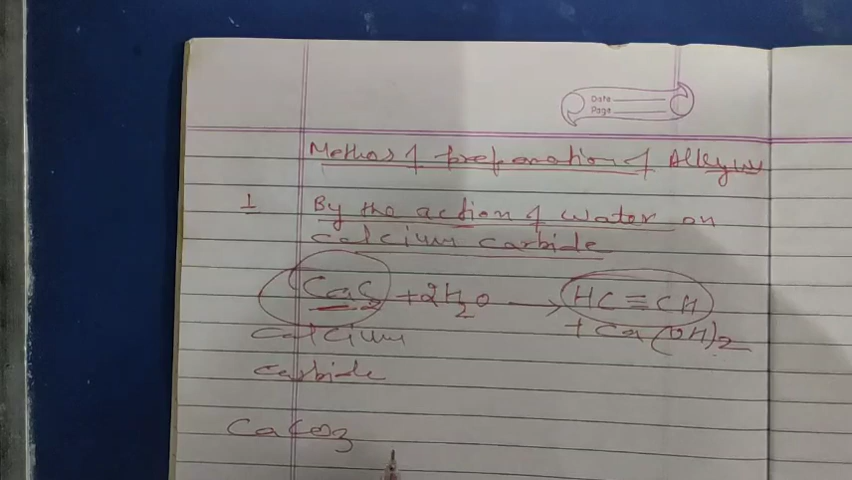 Date
Page
Method of preparation of Alkynes
1 By the action of water on
calcium carbide
CaC2 + 2H2O → HC≡CH
+ Ca(OH)2
calcium
carbide
CaCO3